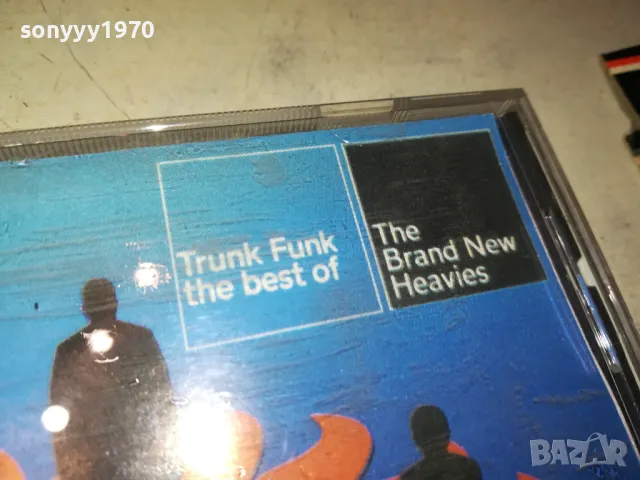 sonyyy1970
Trunk Funk
the best of
The
Brand New
Heavies
BAZAR